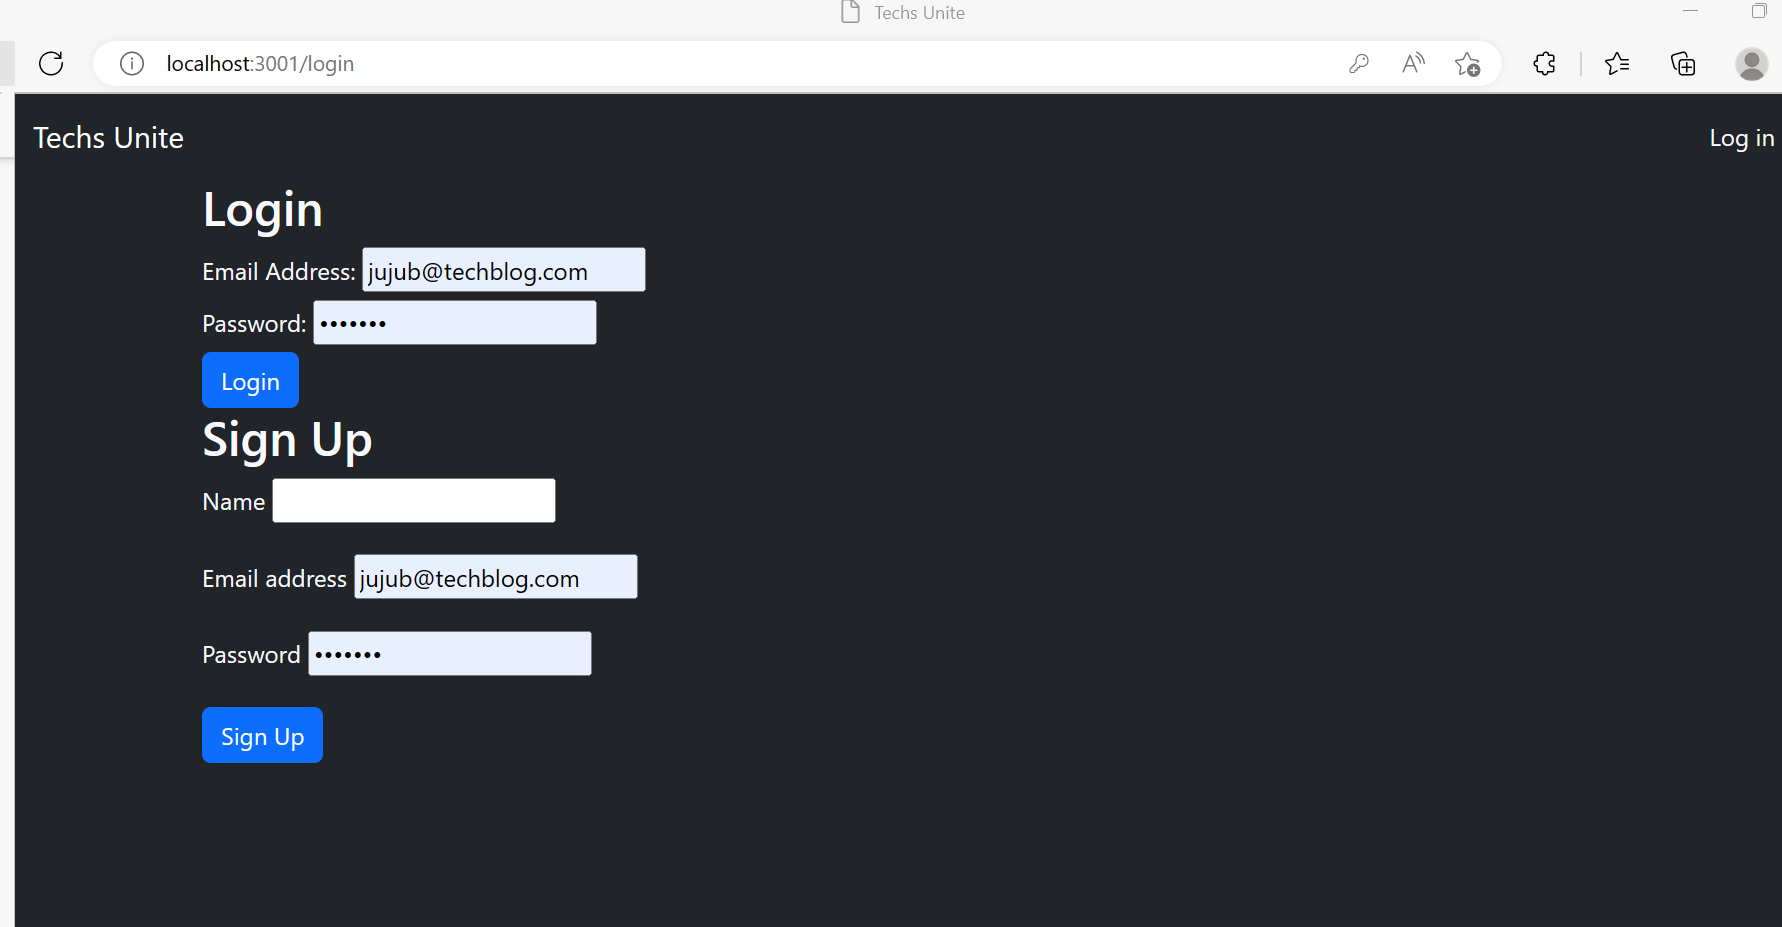 Techs Unite
localhost:3001/login
Techs Unite
Log in
Login
Email Address: jujub@techblog.com
Password: •••••••
Login
Sign Up
Name
Email address jujub@techblog.com
Password •••••••
Sign Up